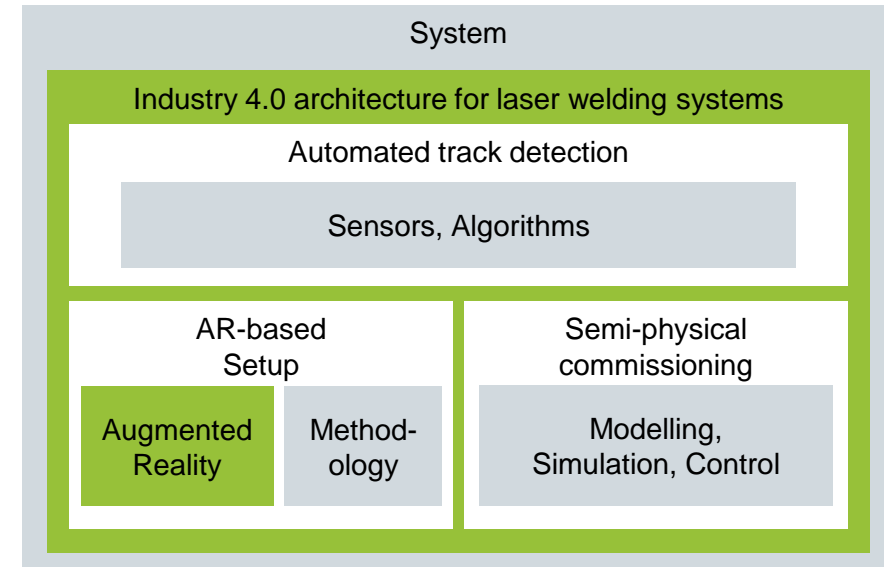 System
Industry 4.0 architecture for laser welding systems
Automated track detection
Sensors, Algorithms
AR-based
Setup
Augmented
Reality
Method-
ology
Semi-physical
commissioning
Modelling,
Simulation, Control